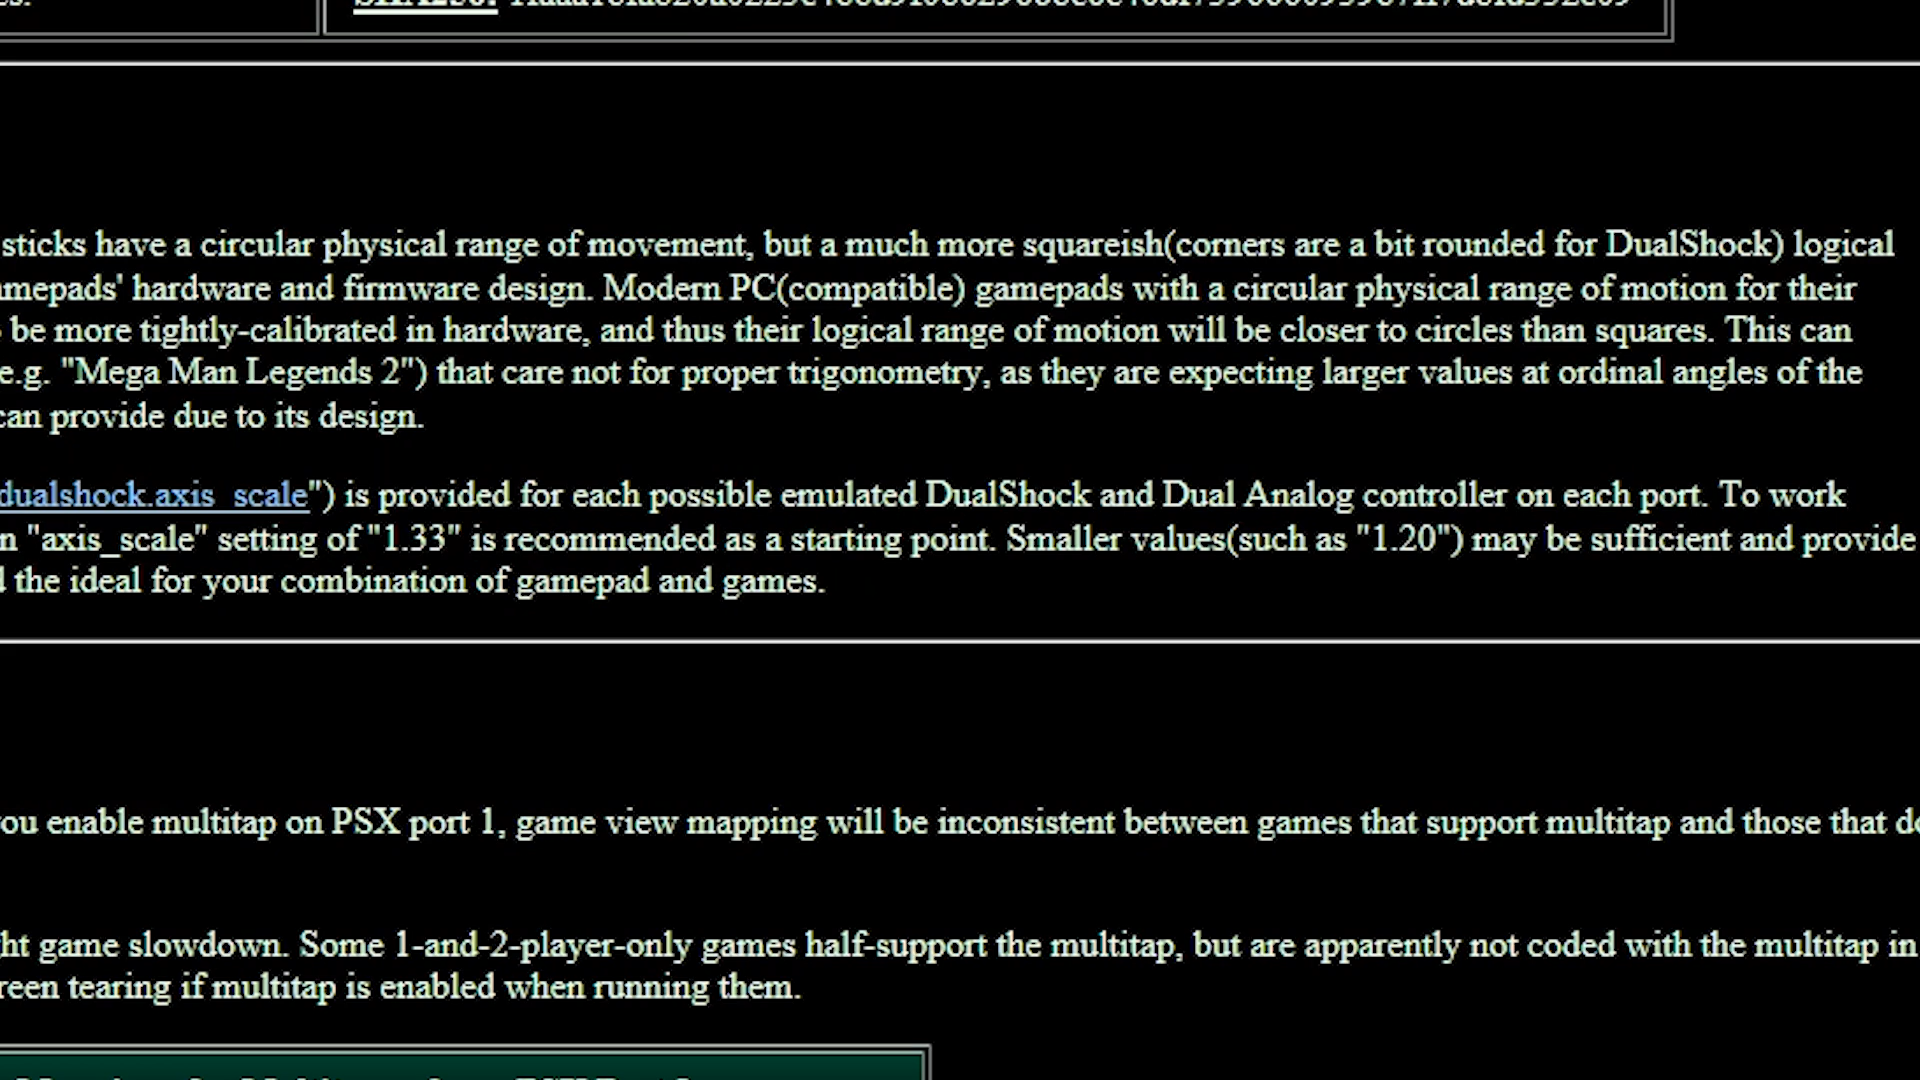 sticks have a circular physical range of movement, but a much more squareish(corners are a bit rounded for DualShock) logical
mepads' hardware and firmware design. Modern PC(compatible) gamepads with a circular physical range of motion for their
be more tightly-calibrated in hardware, and thus their logical range of motion will be closer to circles than squares. This can
e.g. "Mega Man Legends 2") that care not for proper trigonometry, as they are expecting larger values at ordinal angles of the
can provide due to its design.
dualshock.axis_scale") is provided for each possible emulated DualShock and Dual Analog controller on each port. To work
n "axis_scale" setting of "1.33" is recommended as a starting point. Smaller values(such as "1.20") may be sufficient and provide
the ideal for your combination of gamepad and games.
ou enable multitap on PSX port 1, game view mapping will be inconsistent between games that support multitap and those that do
ht game slowdown. Some 1-and-2-player-only games half-support the multitap, but are apparently not coded with the multitap in
reen tearing if multitap is enabled when running them.